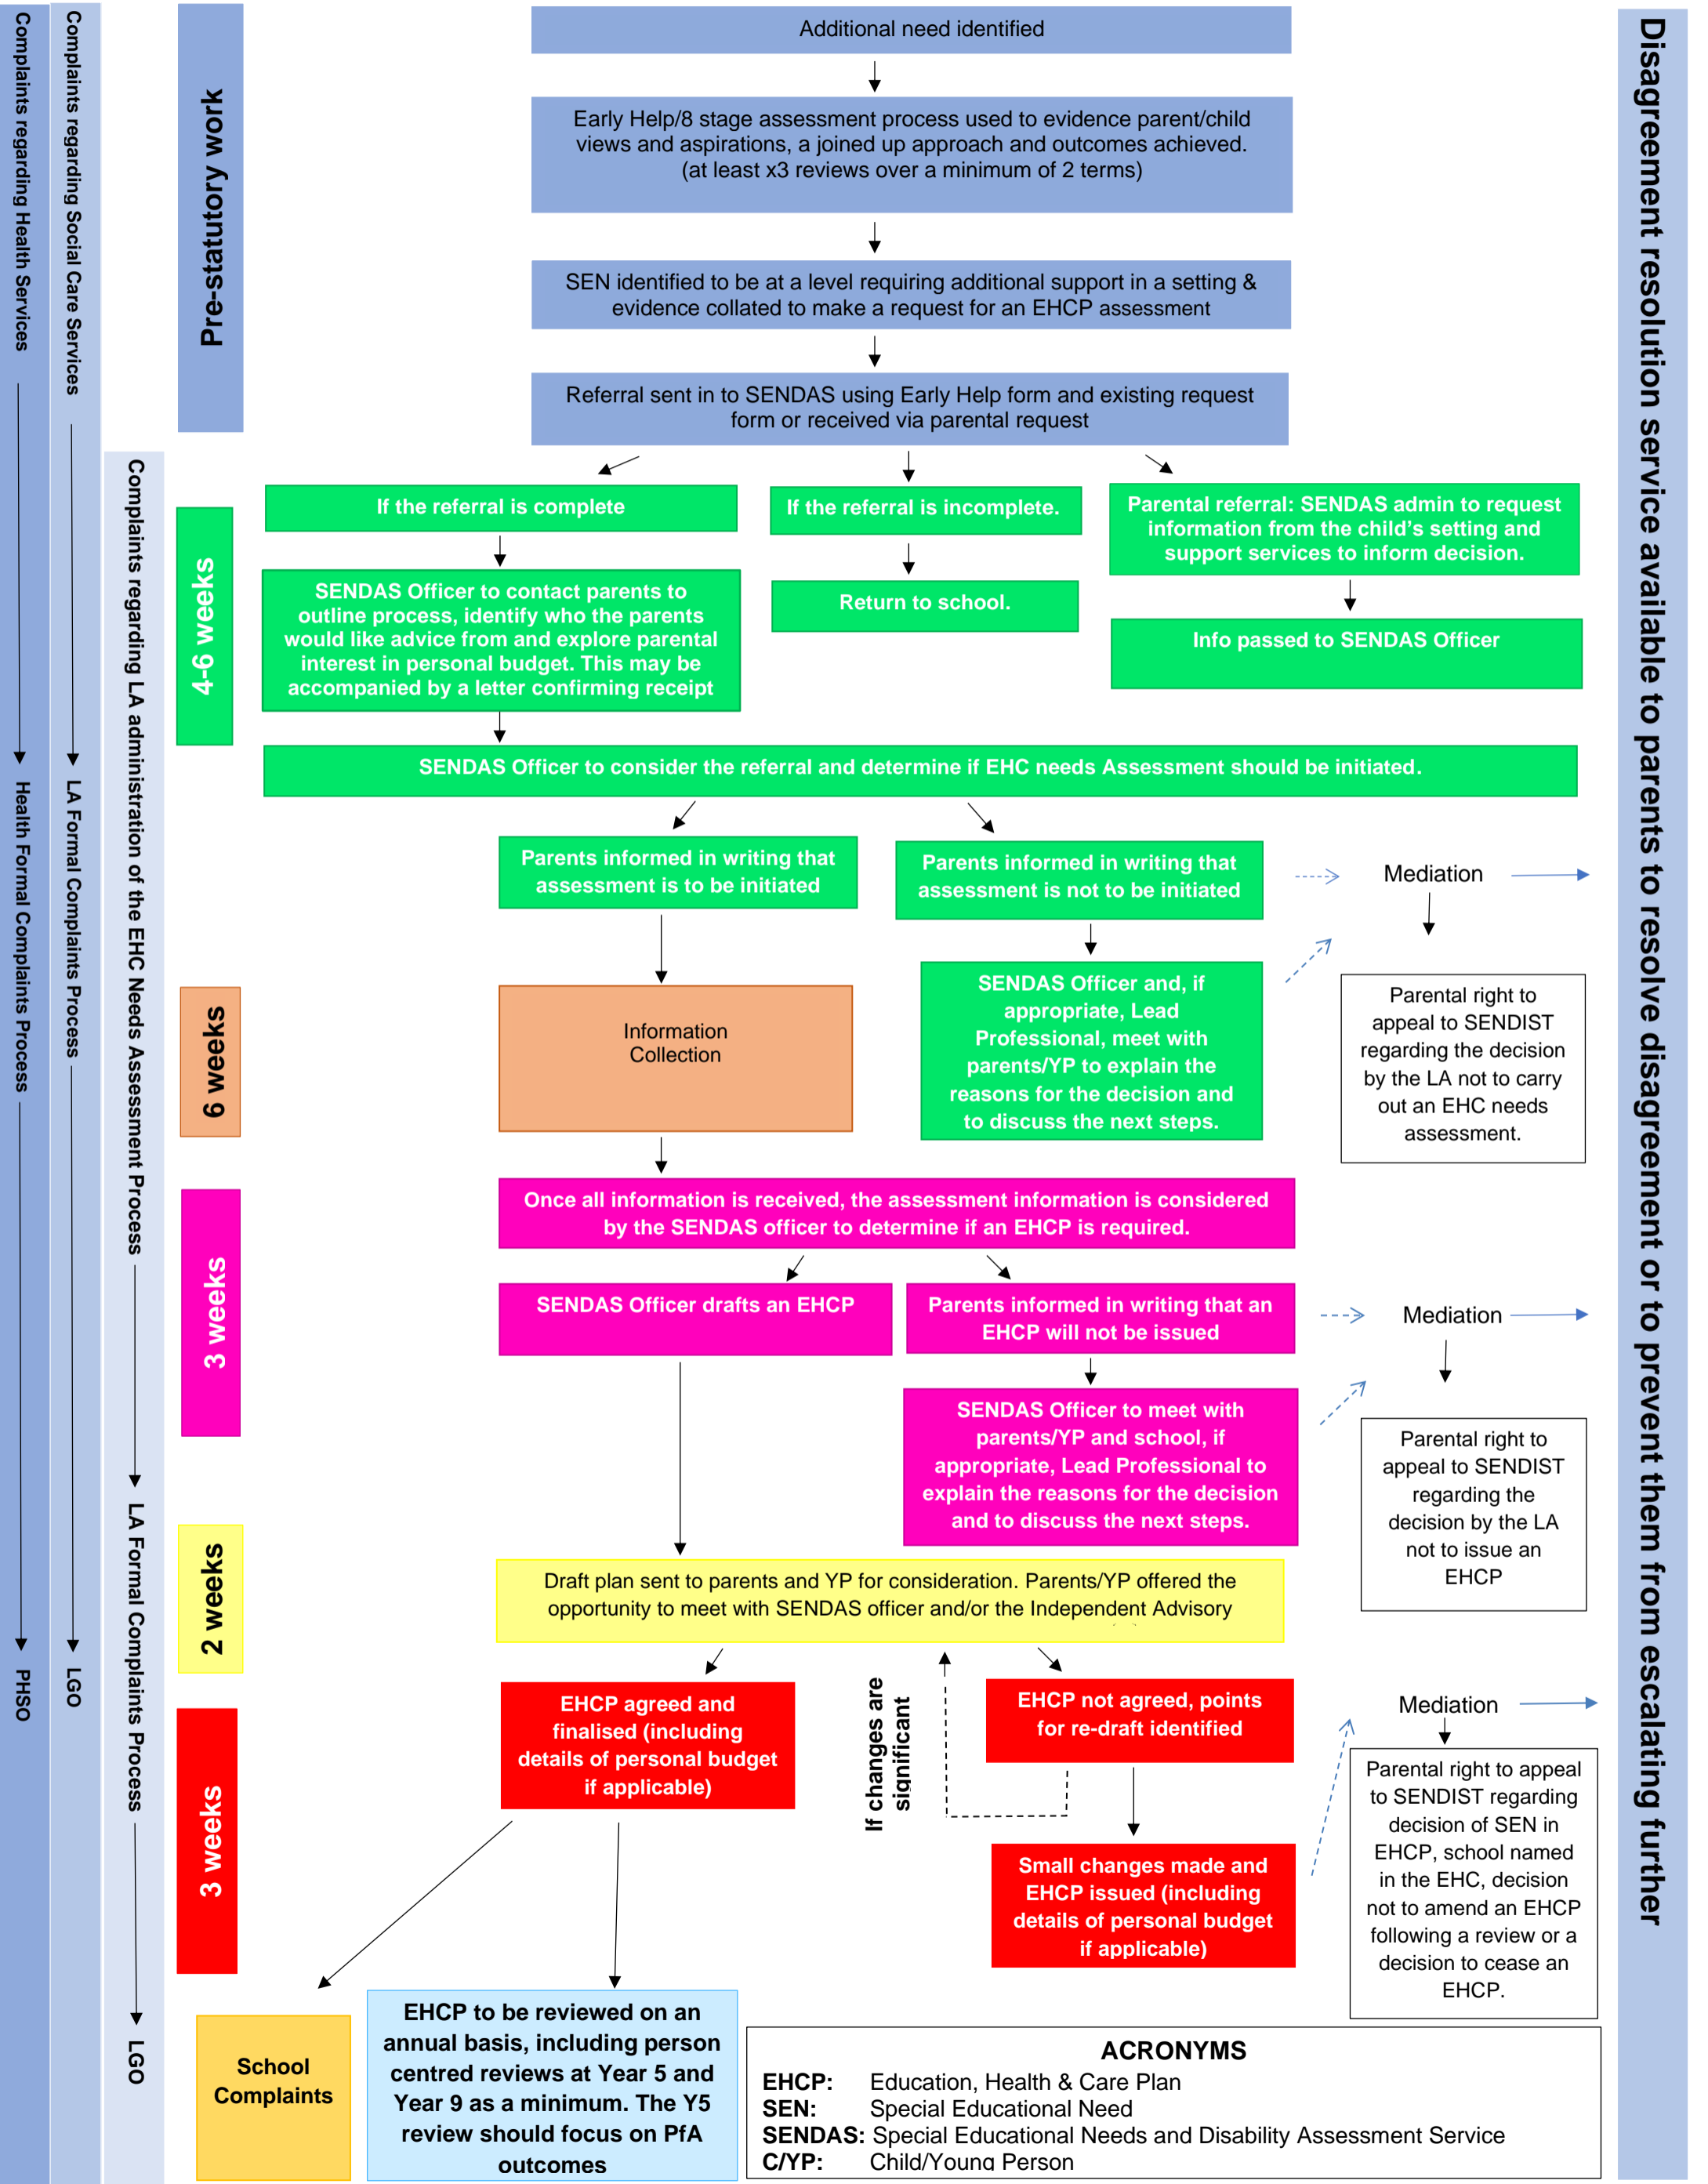 Complaints regarding Health Services
Health Formal Complaints Process
PHSO
Complaints regarding Social Care Services
LA Formal Complaints Process
LGO
Complaints regarding LA administration of the EHC Needs Assessment Process
LA Formal Complaints Process
LGO
Pre-statutory work
Additional need identified
Early Help/8 stage assessment process used to evidence parent/child
views and aspirations, a joined up approach and outcomes achieved.
(at least x3 reviews over a minimum of 2 terms)
SEN identified to be at a level requiring additional support in a setting &
evidence collated to make a request for an EHCP assessment
Referral sent in to SENDAS using Early Help form and existing request
form or received via parental request
4-6 weeks
If the referral is complete
If the referral is incomplete.
Parental referral: SENDAS admin to request
information from the child’s setting and
support services to inform decision.
SENDAS Officer to contact parents to
outline process, identify who the parents
would like advice from and explore parental
interest in personal budget. This may be
accompanied by a letter confirming receipt
Return to school.
Info passed to SENDAS Officer
SENDAS Officer to consider the referral and determine if EHC needs Assessment should be initiated.
Parents informed in writing that
assessment is to be initiated
Parents informed in writing that
assessment is not to be initiated
Mediation
6 weeks
Information
Collection
SENDAS Officer and, if
appropriate, Lead
Professional, meet with
parents/YP to explain the
reasons for the decision and
to discuss the next steps.
Parental right to
appeal to SENDIST
regarding the decision
by the LA not to carry
out an EHC needs
assessment.
3 weeks
Once all information is received, the assessment information is considered
by the SENDAS officer to determine if an EHCP is required.
SENDAS Officer drafts an EHCP
Parents informed in writing that an
EHCP will not be issued
Mediation
SENDAS Officer to meet with
parents/YP and school, if
appropriate, Lead Professional to
explain the reasons for the decision
and to discuss the next steps.
Parental right to
appeal to SENDIST
regarding the
decision by the LA
not to issue an
EHCP
2 weeks
Draft plan sent to parents and YP for consideration. Parents/YP offered the
opportunity to meet with SENDAS officer and/or the Independent Advisory
3 weeks
EHCP agreed and
finalised (including
details of personal budget
if applicable)
If changes are
significant
EHCP not agreed, points
for re-draft identified
Small changes made and
EHCP issued (including
details of personal budget
if applicable)
Mediation
Parental right to appeal
to SENDIST regarding
decision of SEN in
EHCP, school named
in the EHC, decision
not to amend an EHCP
following a review or a
decision to cease an
EHCP.
School
Complaints
EHCP to be reviewed on an
annual basis, including person
centred reviews at Year 5 and
Year 9 as a minimum. The Y5
review should focus on PfA
outcomes
ACRONYMS
EHCP: Education, Health & Care Plan
SEN: Special Educational Need
SENDAS: Special Educational Needs and Disability Assessment Service
C/YP: Child/Young Person
Disagreement resolution service available to parents to resolve disagreement or to prevent them from escalating further